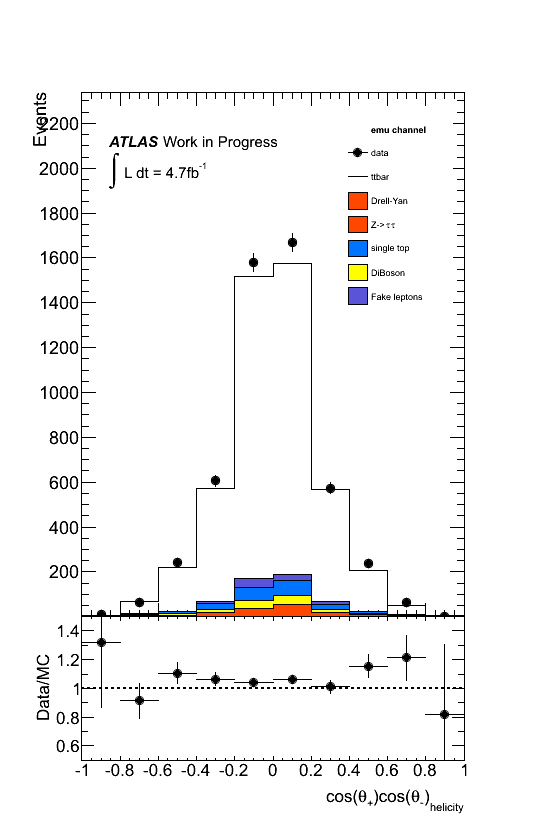 Events
2200
2000
1800
1600
1400
1200
1000
800
600
400
200
ATLAS Work in Progress
∫ L dt = 4.7fb⁻¹
emu channel
data
ttbar
Drell-Yan
Z->ττ
single top
DiBoson
Fake leptons
Data/MC
1.4
1.2
1
0.8
0.6
-1 -0.8 -0.6 -0.4 -0.2 0 0.2 0.4 0.6 0.8 1
cos(θ₊)cos(θ₋)helicity